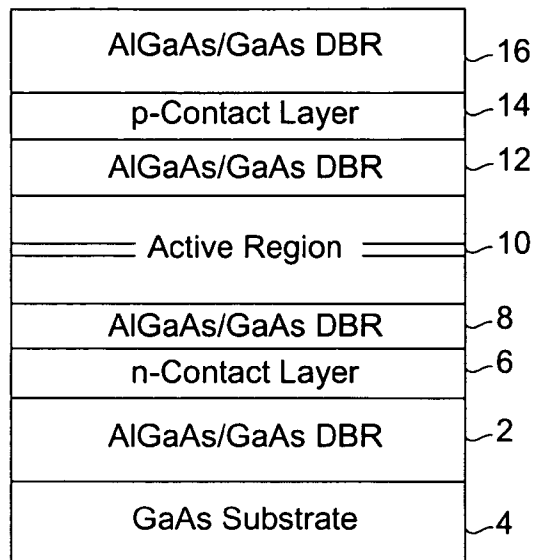 AlGaAs/GaAs DBR 16
p-Contact Layer 14
AlGaAs/GaAs DBR 12
Active Region 10
AlGaAs/GaAs DBR 8
n-Contact Layer 6
AlGaAs/GaAs DBR 2
GaAs Substrate 4